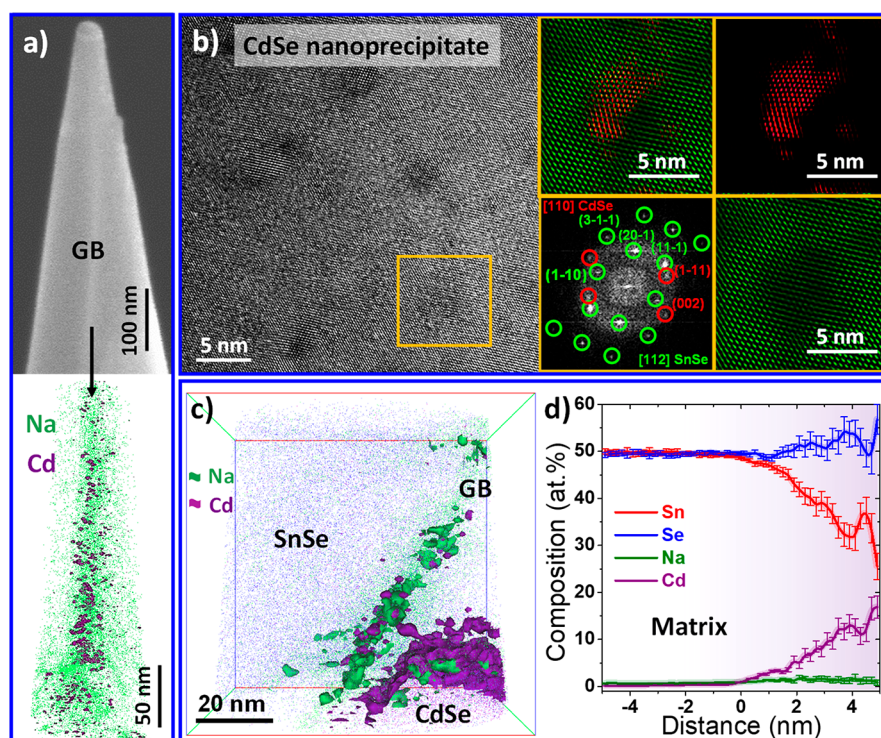 a)
GB
100 nm
Na
Cd
50 nm
b)
CdSe nanoprecipitate
5 nm
5 nm
5 nm
[110] CdSe
(3-1-1)
(20-1)
(11-1)
(1-10)
(1-11)
(002)
[112] SnSe
5 nm
c)
Na
Cd
GB
SnSe
CdSe
20 nm
d)
60
50
40
30
20
10
0
Composition (at.%)
Sn
Se
Na
Cd
Matrix
-4 -2 0 2 4
Distance (nm)